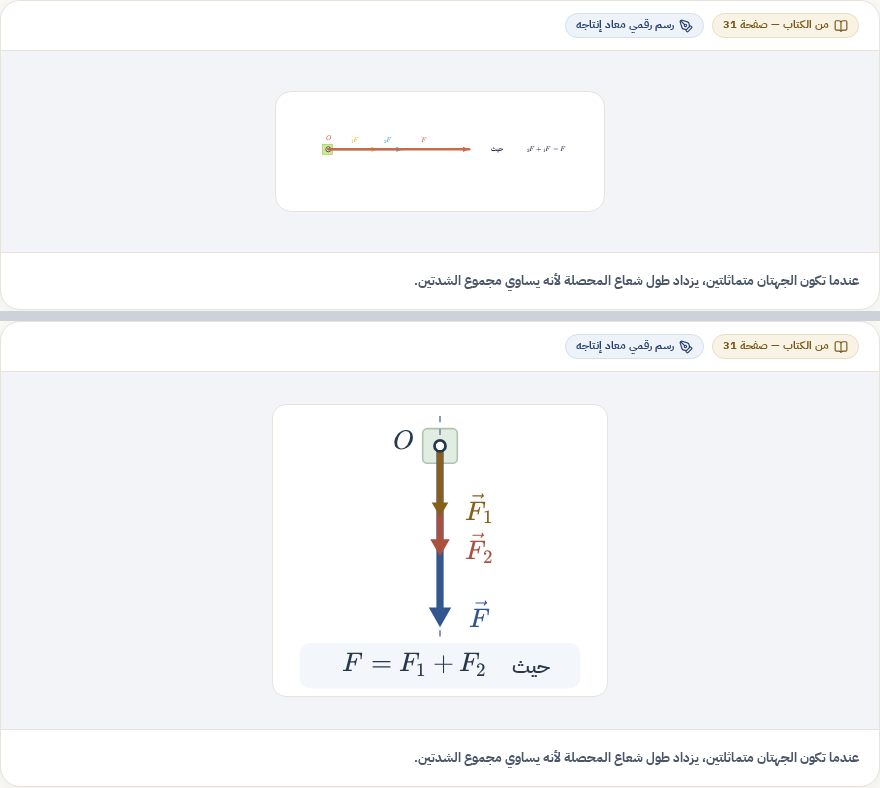 من الكتاب — صفحة 31
رسم رقمي معاد إنتاجه
O
F
حيث
عندما تكون الجهتان متماثلتين، يزداد طول شعاع المحصلة لأنه يساوي مجموع الشدتين.
من الكتاب — صفحة 31
رسم رقمي معاد إنتاجه
O
F⃗₁
F⃗₂
F⃗
حيث F = F₁ + F₂
عندما تكون الجهتان متماثلتين، يزداد طول شعاع المحصلة لأنه يساوي مجموع الشدتين.